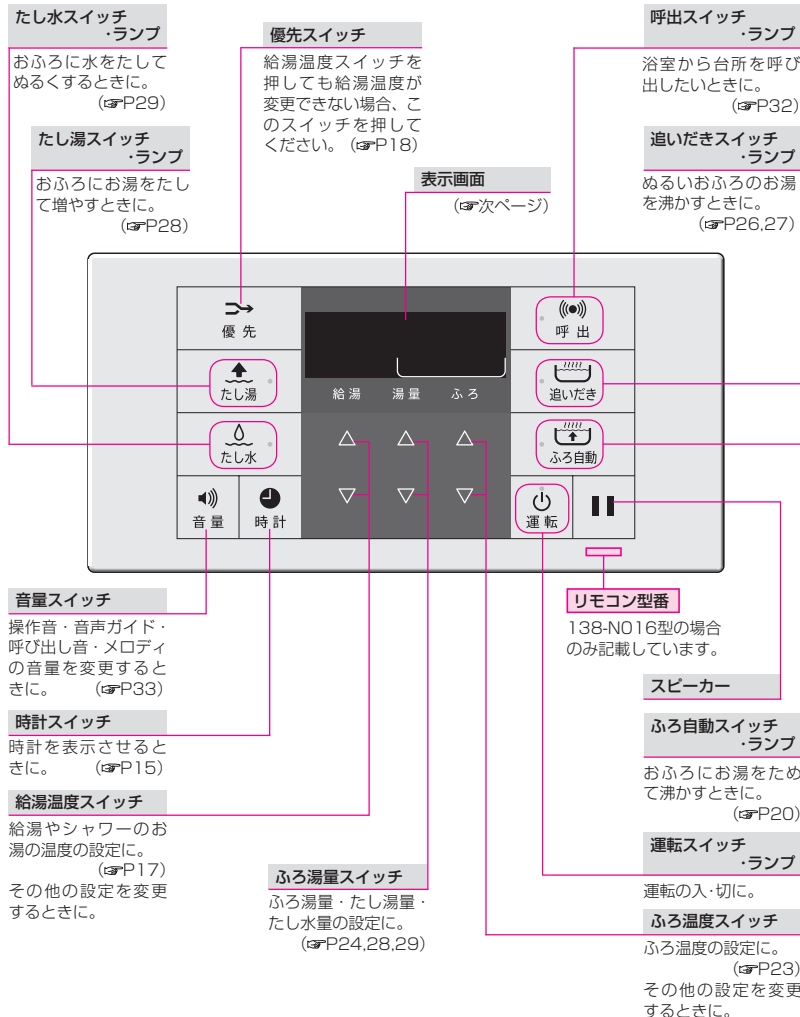 たし水スイッチ
・ランプ
おふろに水をたして
ぬるくするときに。
(☞P29)
たし湯スイッチ
・ランプ
おふろにお湯をたし
て増やすときに。
(☞P28)
優先スイッチ
給湯温度スイッチを
押しても給湯温度が
変更できない場合、こ
のスイッチを押して
ください。(☞P18)
表示画面
(☞次ページ)
呼出スイッチ
・ランプ
浴室から台所を呼び
出したいときに。
(☞P32)
追いだきスイッチ
・ランプ
ぬるいおふろのお湯
を沸かすときに。
(☞P26,27)
優先
呼出
たし湯
給湯 湯量 ふろ
追いだき
たし水
ふろ自動
音量 時計
運転
音量スイッチ
操作音・音声ガイド・
呼び出し音・メロディ
の音量を変更すると
きに。 (☞P33)
時計スイッチ
時計を表示させると
きに。 (☞P15)
給湯温度スイッチ
給湯やシャワーのお
湯の温度の設定に。
(☞P17)
その他の設定を変更
するときに。
ふろ湯量スイッチ
ふろ湯量・たし湯量・
たし水量の設定に。
(☞P24,28,29)
リモコン型番
138-N016型の場合
のみ記載しています。
スピーカー
ふろ自動スイッチ
・ランプ
おふろにお湯をため
て沸かすときに。
(☞P20)
運転スイッチ
・ランプ
運転の入・切に。
ふろ温度スイッチ
ふろ温度の設定に。
(☞P23)
その他の設定を変更
するときに。